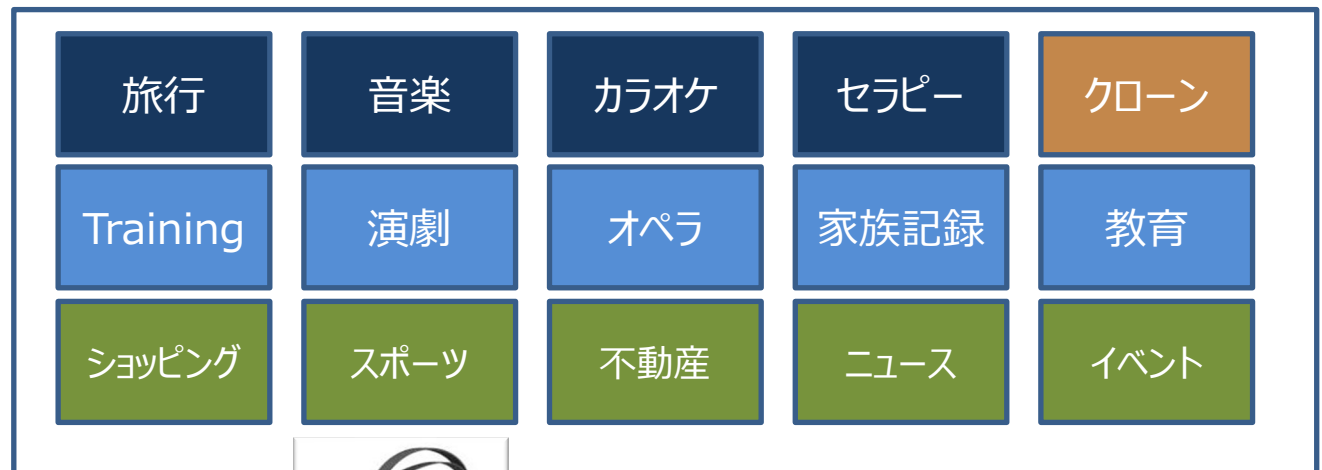 旅行
音楽
カラオケ
セラピー
クローン
Training
演劇
オペラ
家族記録
教育
ショッピング
スポーツ
不動産
ニュース
イベント